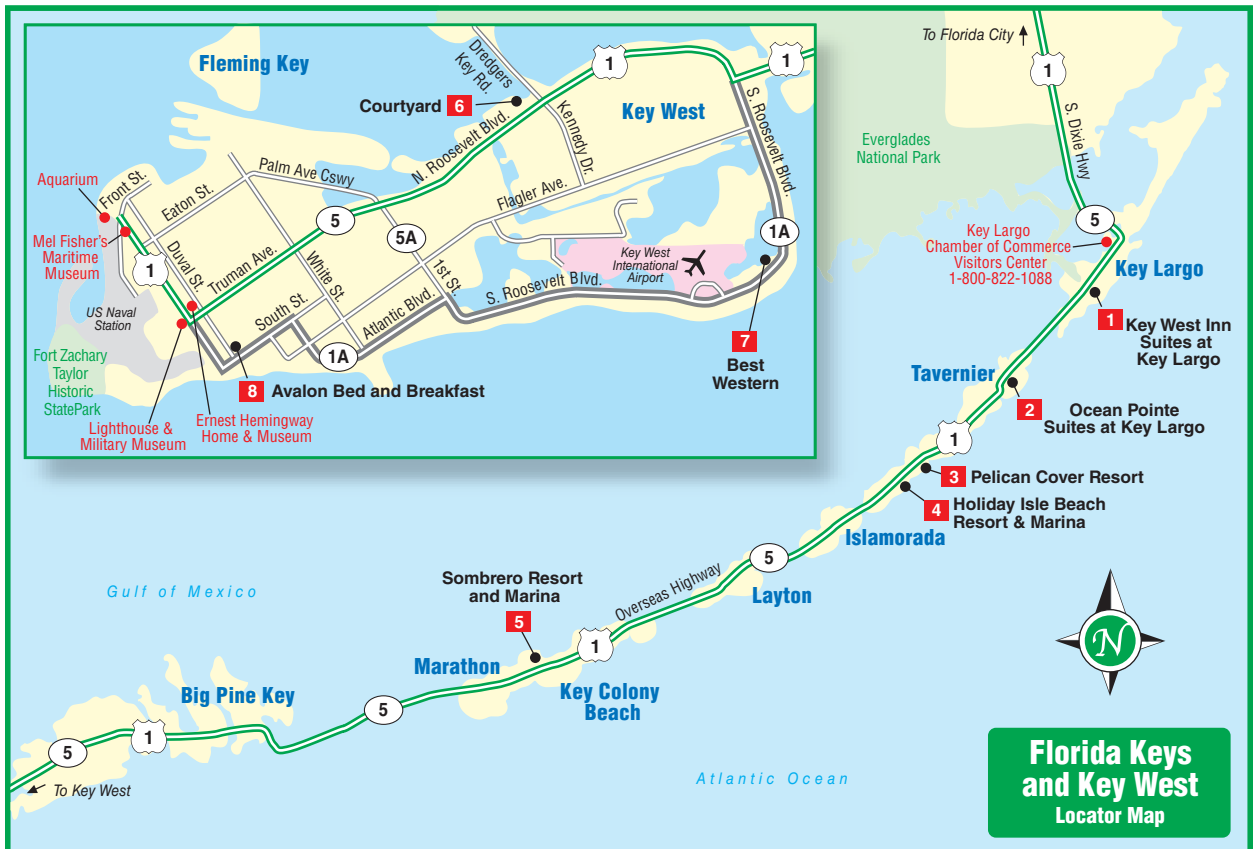 Fleming Key
Dredgers
Key Rd.
1
1
Courtyard
6
Key West
N. Roosevelt Blvd.
Kennedy Dr.
S. Roosevelt Blvd.
Palm Ave Cswy
Aquarium
Front St.
Eaton St.
Flagler Ave.
Mel Fisher's
Maritime
Museum
5
5A
1A
1
Duval St.
Truman Ave.
White St.
1st St.
Key West
International
Airport
US Naval
Station
South St.
Atlantic Blvd.
S. Roosevelt Blvd.
1A
7
Best
Western
Fort Zachary
Taylor
Historic
StatePark
8
Avalon Bed and Breakfast
Lighthouse &
Military Museum
Ernest Hemingway
Home & Museum
To Florida City
1
S. Dixie Hwy
Everglades
National Park
5
Key Largo
Chamber of Commerce
Visitors Center
1-800-822-1088
Key Largo
1
Key West Inn
Suites at
Key Largo
Tavernier
2
Ocean Pointe
Suites at Key Largo
1
3
Pelican Cover Resort
4
Holiday Isle Beach
Resort & Marina
Islamorada
5
Layton
Overseas Highway
Gulf of Mexico
Sombrero Resort
and Marina
5
1
Marathon
Key Colony
Beach
Big Pine Key
5
1
5
To Key West
Atlantic Ocean
N
Florida Keys
and Key West
Locator Map